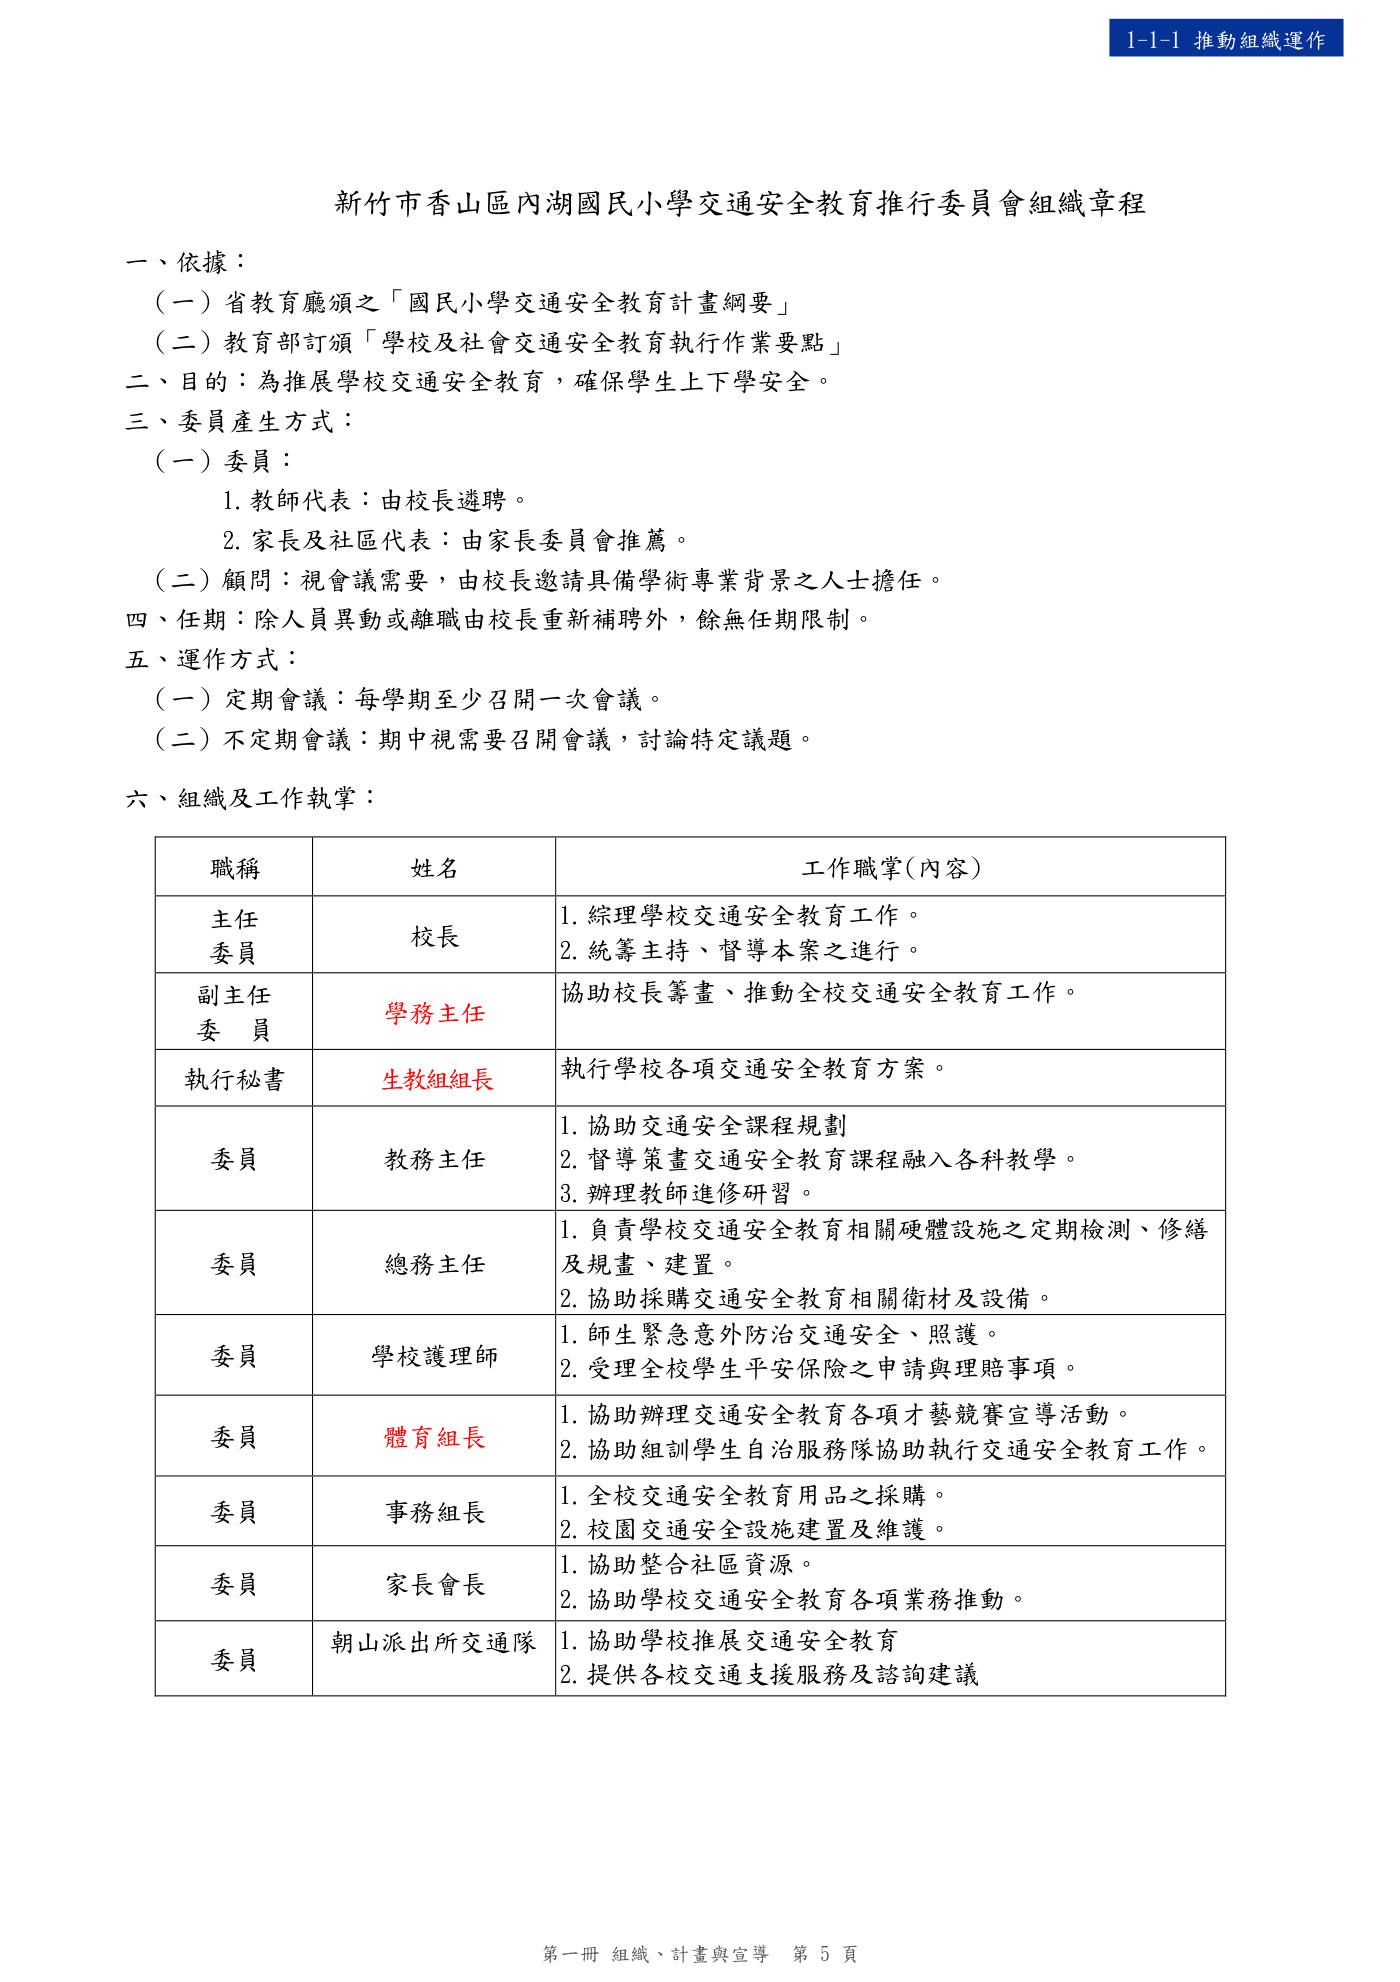 1-1-1 推動組織運作
新竹市香山區內湖國民小學交通安全教育推行委員會組織章程
一、依據：
（一）省教育廳頒之「國民小學交通安全教育計畫綱要」
（二）教育部訂頒「學校及社會交通安全教育執行作業要點」
二、目的：為推展學校交通安全教育，確保學生上下學安全。
三、委員產生方式：
（一）委員：
1. 教師代表：由校長遴聘。
2. 家長及社區代表：由家長委員會推薦。
（二）顧問：視會議需要，由校長邀請具備學術專業背景之人士擔任。
四、任期：除人員異動或離職由校長重新補聘外，餘無任期限制。
五、運作方式：
（一）定期會議：每學期至少召開一次會議。
（二）不定期會議：期中視需要召開會議，討論特定議題。
六、組織及工作執掌：
職稱 姓名 工作職掌(內容)
主任
委員
校長
1. 綜理學校交通安全教育工作。
2. 統籌主持、督導本案之進行。
副主任
委　員
學務主任
協助校長籌畫、推動全校交通安全教育工作。
執行秘書 生教組組長 執行學校各項交通安全教育方案。
委員 教務主任
1. 協助交通安全課程規劃
2. 督導策畫交通安全教育課程融入各科教學。
3. 辦理教師進修研習。
委員 總務主任
1. 負責學校交通安全教育相關硬體設施之定期檢測、修繕
及規畫、建置。
2. 協助採購交通安全教育相關衛材及設備。
委員 學校護理師
1. 師生緊急意外防治交通安全、照護。
2. 受理全校學生平安保險之申請與理賠事項。
委員 體育組長
1. 協助辦理交通安全教育各項才藝競賽宣導活動。
2. 協助組訓學生自治服務隊協助執行交通安全教育工作。
委員 事務組長
1. 全校交通安全教育用品之採購。
2. 校園交通安全設施建置及維護。
委員 家長會長
1. 協助整合社區資源。
2. 協助學校交通安全教育各項業務推動。
委員 朝山派出所交通隊
1. 協助學校推展交通安全教育
2. 提供各校交通支援服務及諮詢建議
第一冊 組織、計畫與宣導　第 5 頁